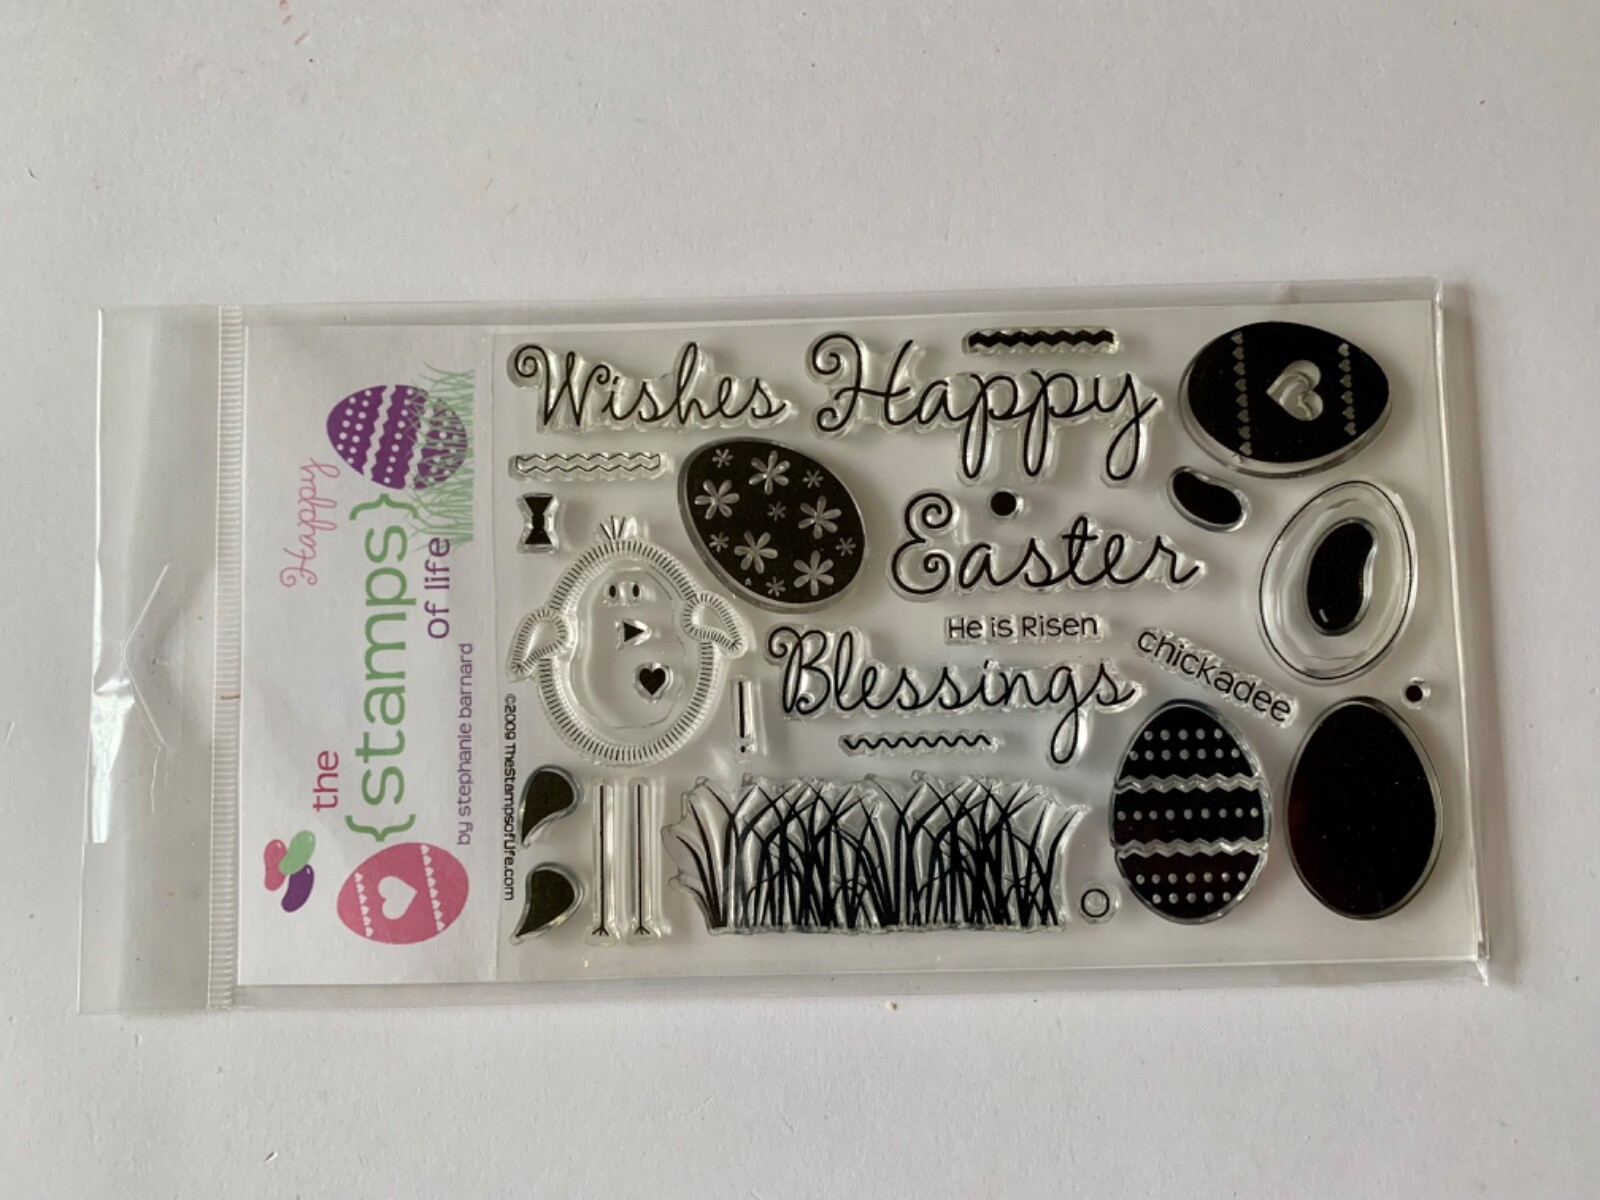 Happy
the
{stamps}
of life
by stephanie barnard
©2009 TheStampsofLife.com
Wishes
Happy
Easter
He is Risen
Blessings
chickadee
!